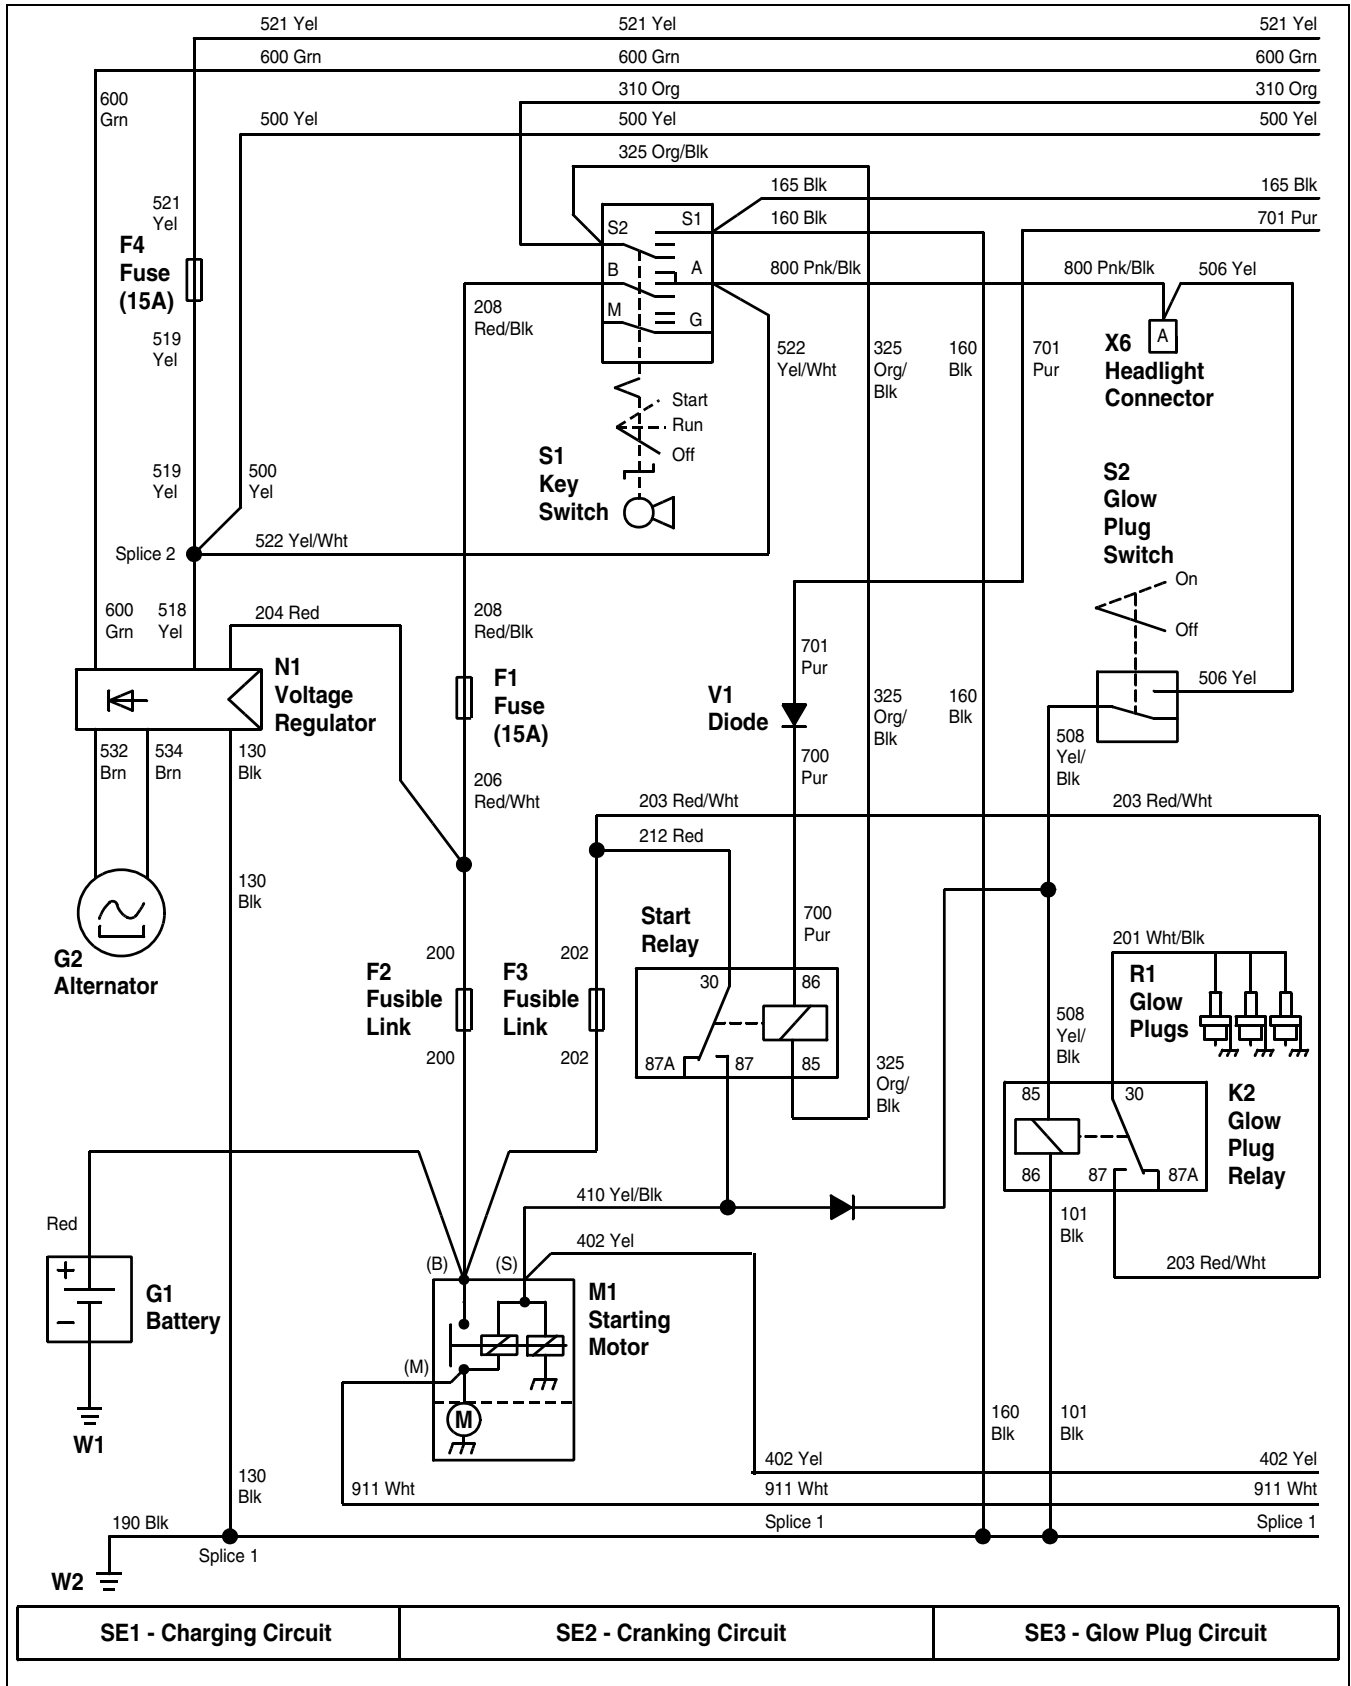 521 Yel 521 Yel 521 Yel
600 Grn 600 Grn 600 Grn
310 Org 310 Org
600
Grn
500 Yel 500 Yel 500 Yel
325 Org/Blk
165 Blk 165 Blk
521
Yel
S2 S1 160 Blk 701 Pur
F4
Fuse
(15A)
B A 800 Pnk/Blk 800 Pnk/Blk 506 Yel
208
Red/Blk
M G
519
Yel
522
Yel/Wht
325
Org/
Blk
160
Blk
701
Pur
A
X6
Headlight
Connector
Start
Run
Off
S1
Key
Switch
519
Yel
500
Yel
S2
Glow
Plug
Switch
Splice 2 522 Yel/Wht
On
Off
600
Grn
518
Yel
204 Red
208
Red/Blk
N1
Voltage
Regulator
F1
Fuse
(15A)
701
Pur
V1
Diode
325
Org/
Blk
160
Blk
506 Yel
508
Yel/
Blk
532
Brn
534
Brn
130
Blk
206
Red/Wht
700
Pur
203 Red/Wht 203 Red/Wht
212 Red
130
Blk
G2
Alternator
200 202
F2
Fusible
Link
F3
Fusible
Link
200 202
Start
Relay
700
Pur
30 86
87A 87 85
325
Org/
Blk
201 Wht/Blk
R1
Glow
Plugs
508
Yel/
Blk
85 30
86 87 87A
K2
Glow
Plug
Relay
410 Yel/Blk
101
Blk
203 Red/Wht
402 Yel
Red
+
−
G1
Battery
W1
(B) (S)
(M)
M
M1
Starting
Motor
160
Blk
101
Blk
402 Yel 402 Yel
130
Blk
911 Wht 911 Wht 911 Wht
190 Blk Splice 1 Splice 1
Splice 1
W2
SE1 - Charging Circuit SE2 - Cranking Circuit SE3 - Glow Plug Circuit